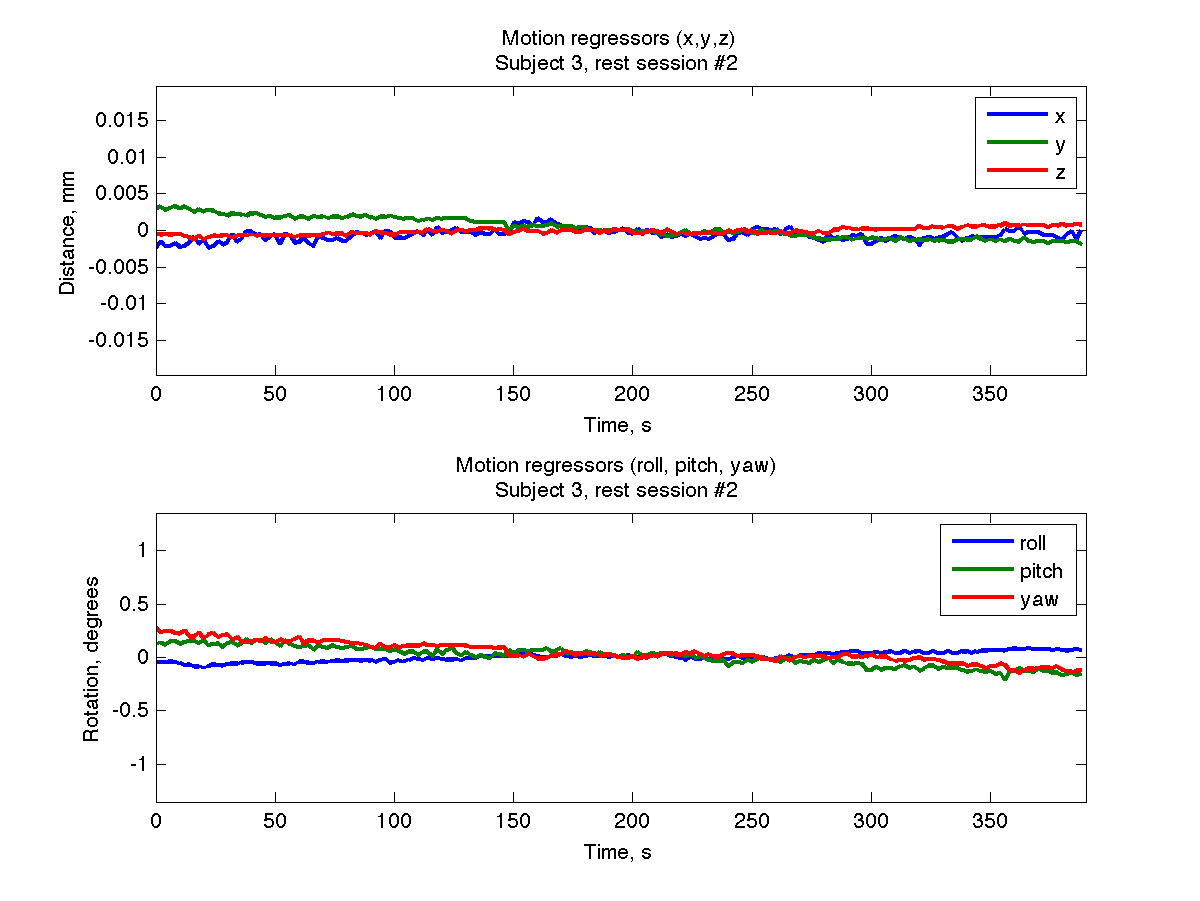 Motion regressors (x,y,z)
Subject 3, rest session #2
0.015
0.01
0.005
0
-0.005
-0.01
-0.015
Distance, mm
x
y
z
0 50 100 150 200 250 300 350
Time, s
Motion regressors (roll, pitch, yaw)
Subject 3, rest session #2
1
0.5
0
-0.5
-1
Rotation, degrees
roll
pitch
yaw
0 50 100 150 200 250 300 350
Time, s